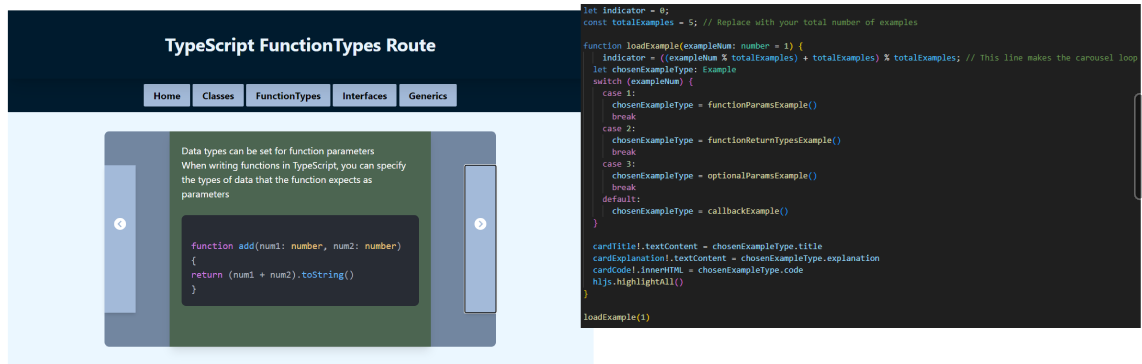 TypeScript FunctionTypes Route
Home Classes FunctionTypes Interfaces Generics
Data types can be set for function parameters
When writing functions in TypeScript, you can specify
the types of data that the function expects as
parameters
function add(num1: number, num2: number)
{
return (num1 + num2).toString()
}
let indicator = 0;
const totalExamples = 5; // Replace with your total number of examples
function loadExample(exampleNum: number = 1) {
indicator = ((exampleNum % totalExamples) + totalExamples) % totalExamples; // This line makes the carousel loop
let chosenExampleType: Example
switch (exampleNum) {
case 1:
chosenExampleType = functionParamsExample()
break
case 2:
chosenExampleType = functionReturnTypesExample()
break
case 3:
chosenExampleType = optionalParamsExample()
break
default:
chosenExampleType = callbackExample()
}
cardTitle!.textContent = chosenExampleType.title
cardExplanation!.textContent = chosenExampleType.explanation
cardCode!.innerHTML = chosenExampleType.code
hljs.highlightAll()
}
loadExample(1)